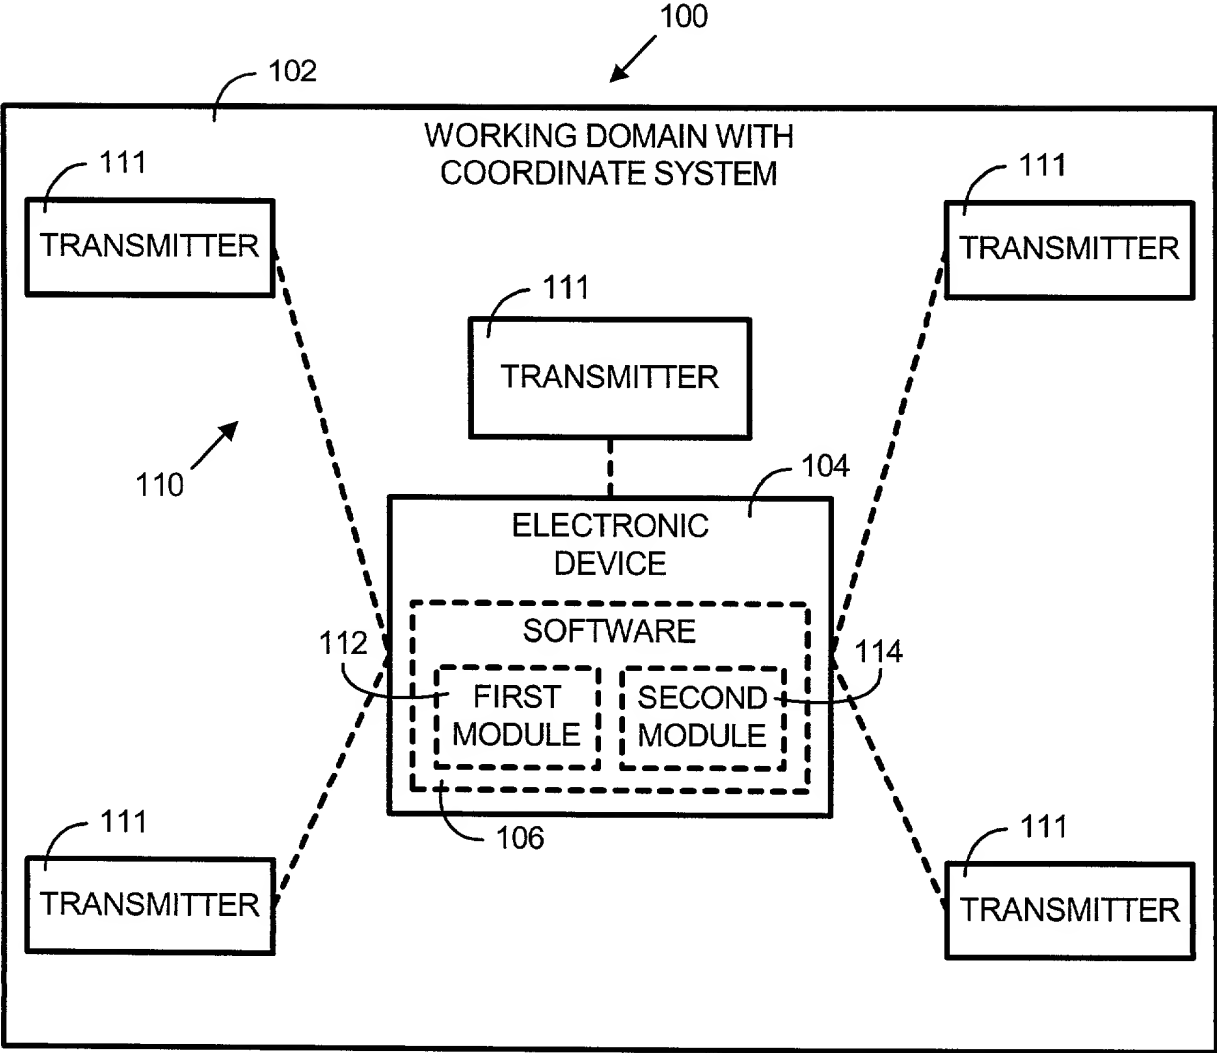 100
102
WORKING DOMAIN WITH
COORDINATE SYSTEM
111
TRANSMITTER
111
TRANSMITTER
111
TRANSMITTER
110
104
ELECTRONIC
DEVICE
SOFTWARE
112
114
FIRST
MODULE
SECOND
MODULE
106
111
TRANSMITTER
111
TRANSMITTER